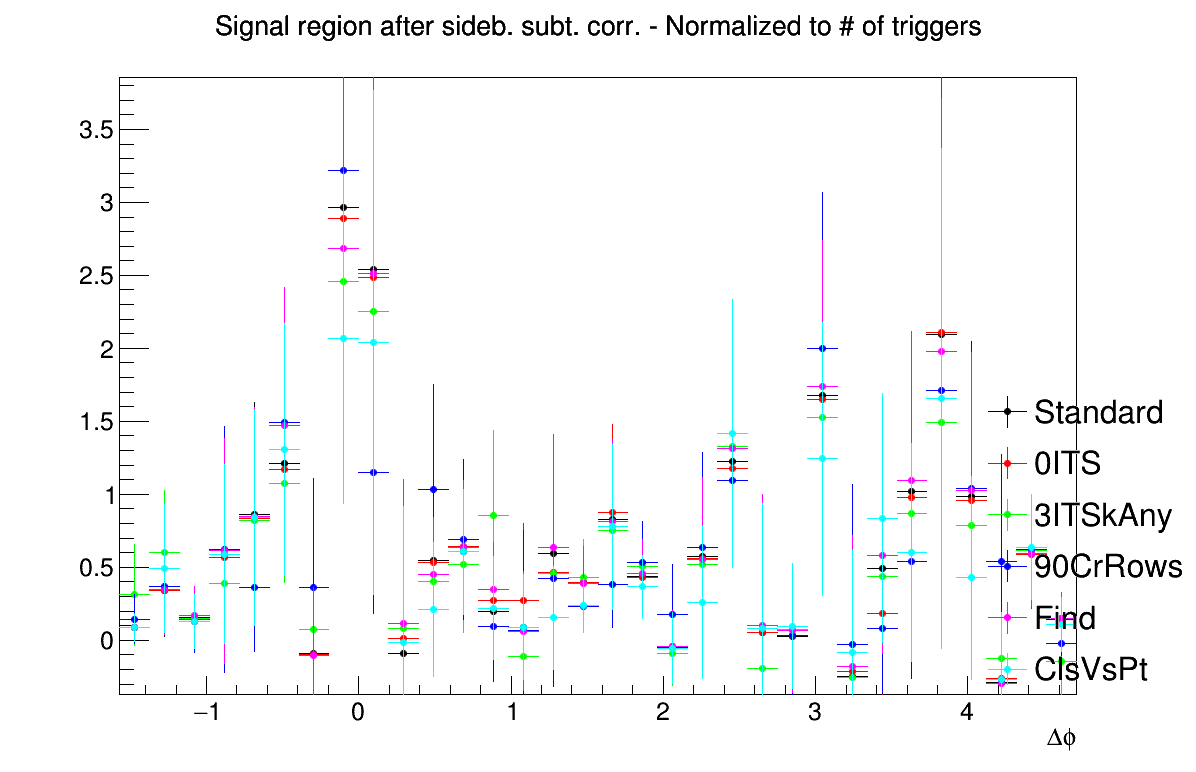 Signal region after sideb. subt. corr. - Normalized to # of triggers
3.5
3
2.5
2
1.5
1
0.5
0
Standard
0ITS
3ITSkAny
90CrRows
Find
ClsVsPt
−1 0 1 2 3 4
Δϕ